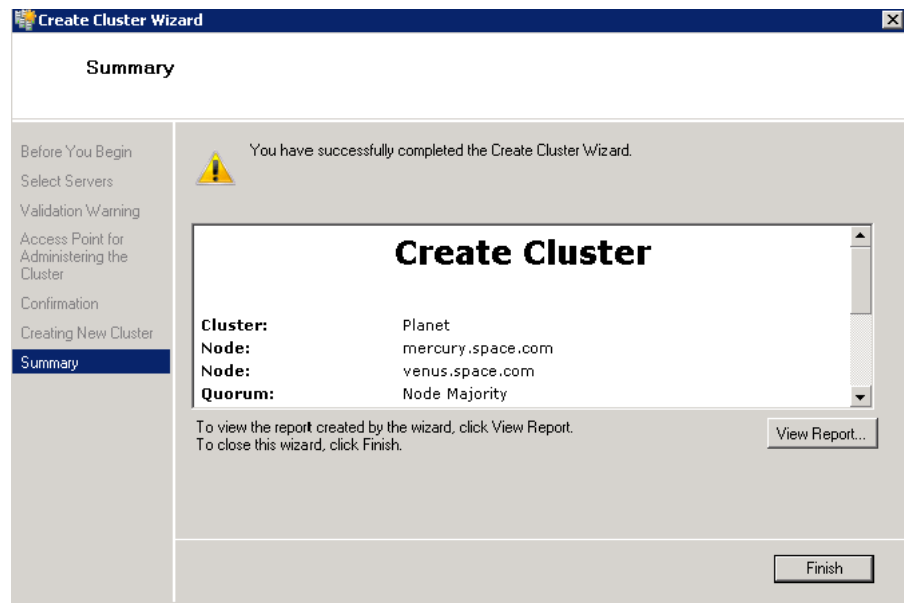 Create Cluster Wizard
Summary
Before You Begin
Select Servers
Validation Warning
Access Point for
Administering the
Cluster
Confirmation
Creating New Cluster
Summary
You have successfully completed the Create Cluster Wizard.
Create Cluster
Cluster: Planet
Node: mercury.space.com
Node: venus.space.com
Quorum: Node Majority
To view the report created by the wizard, click View Report.
To close this wizard, click Finish.
View Report...
Finish